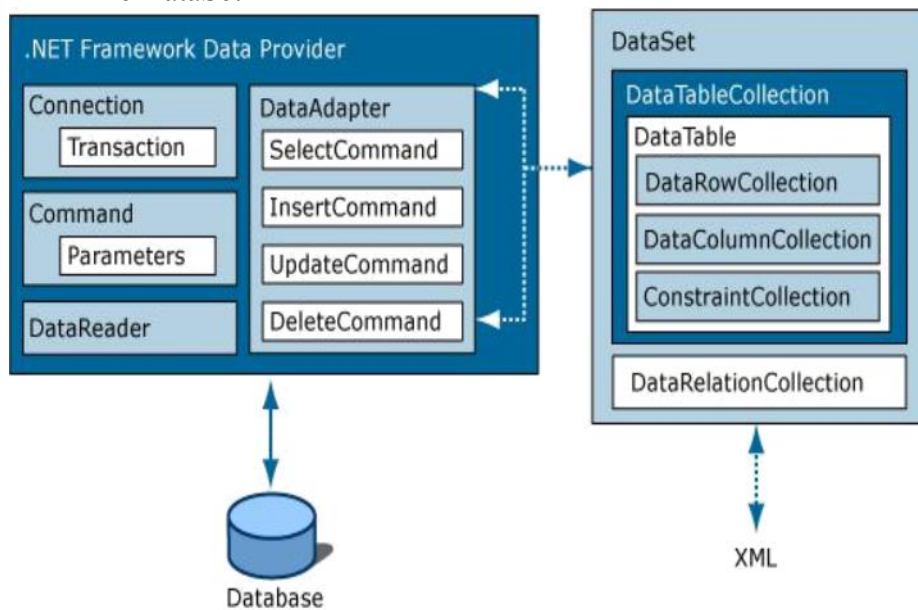 .NET Framework Data Provider
Connection
Transaction
Command
Parameters
DataReader
DataAdapter
SelectCommand
InsertCommand
UpdateCommand
DeleteCommand
DataSet
DataTableCollection
DataTable
DataRowCollection
DataColumnCollection
ConstraintCollection
DataRelationCollection
Database
XML